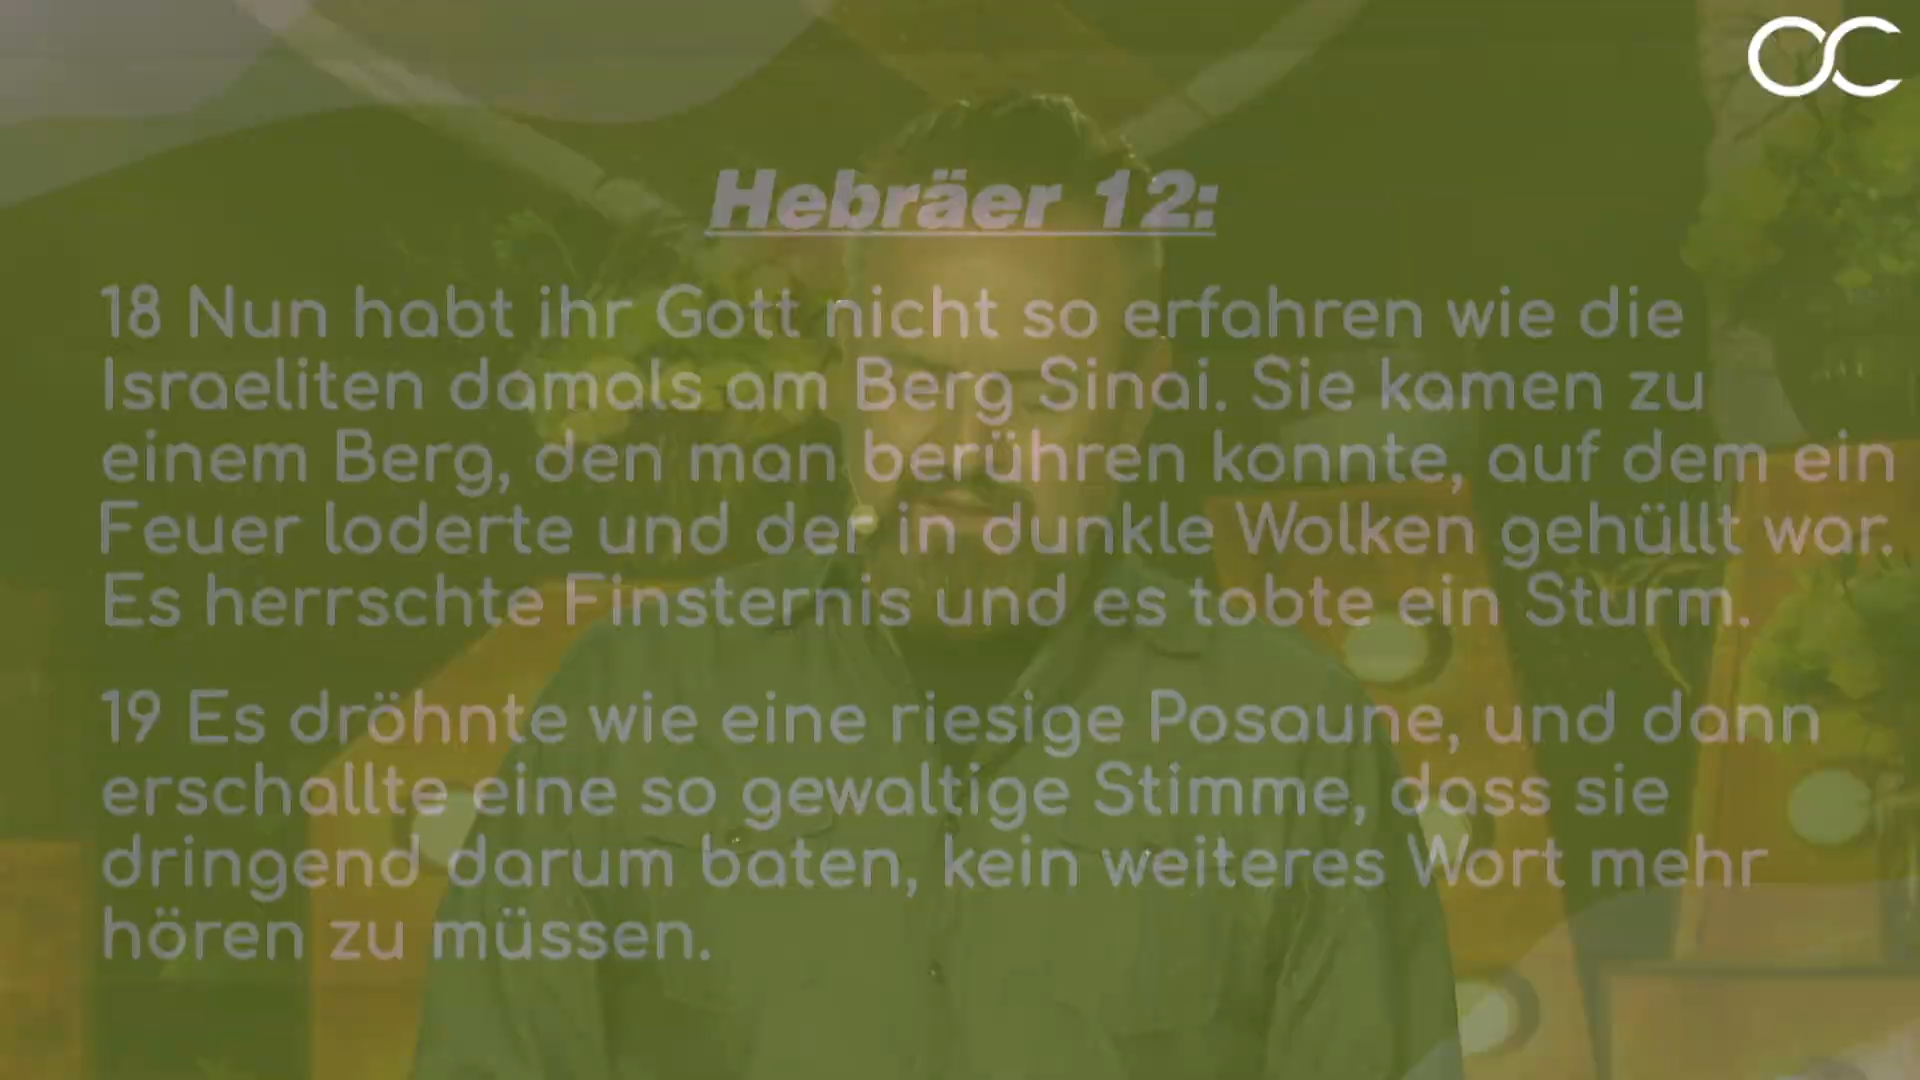 OC
Hebräer 12:
18 Nun habt ihr Gott nicht so erfahren wie die
Israeliten damals am Berg Sinai. Sie kamen zu
einem Berg, den man berühren konnte, auf dem ein
Feuer loderte und der in dunkle Wolken gehüllt war.
Es herrschte Finsternis und es tobte ein Sturm.
19 Es dröhnte wie eine riesige Posaune, und dann
erschallte eine so gewaltige Stimme, dass sie
dringend darum baten, kein weiteres Wort mehr
hören zu müssen.